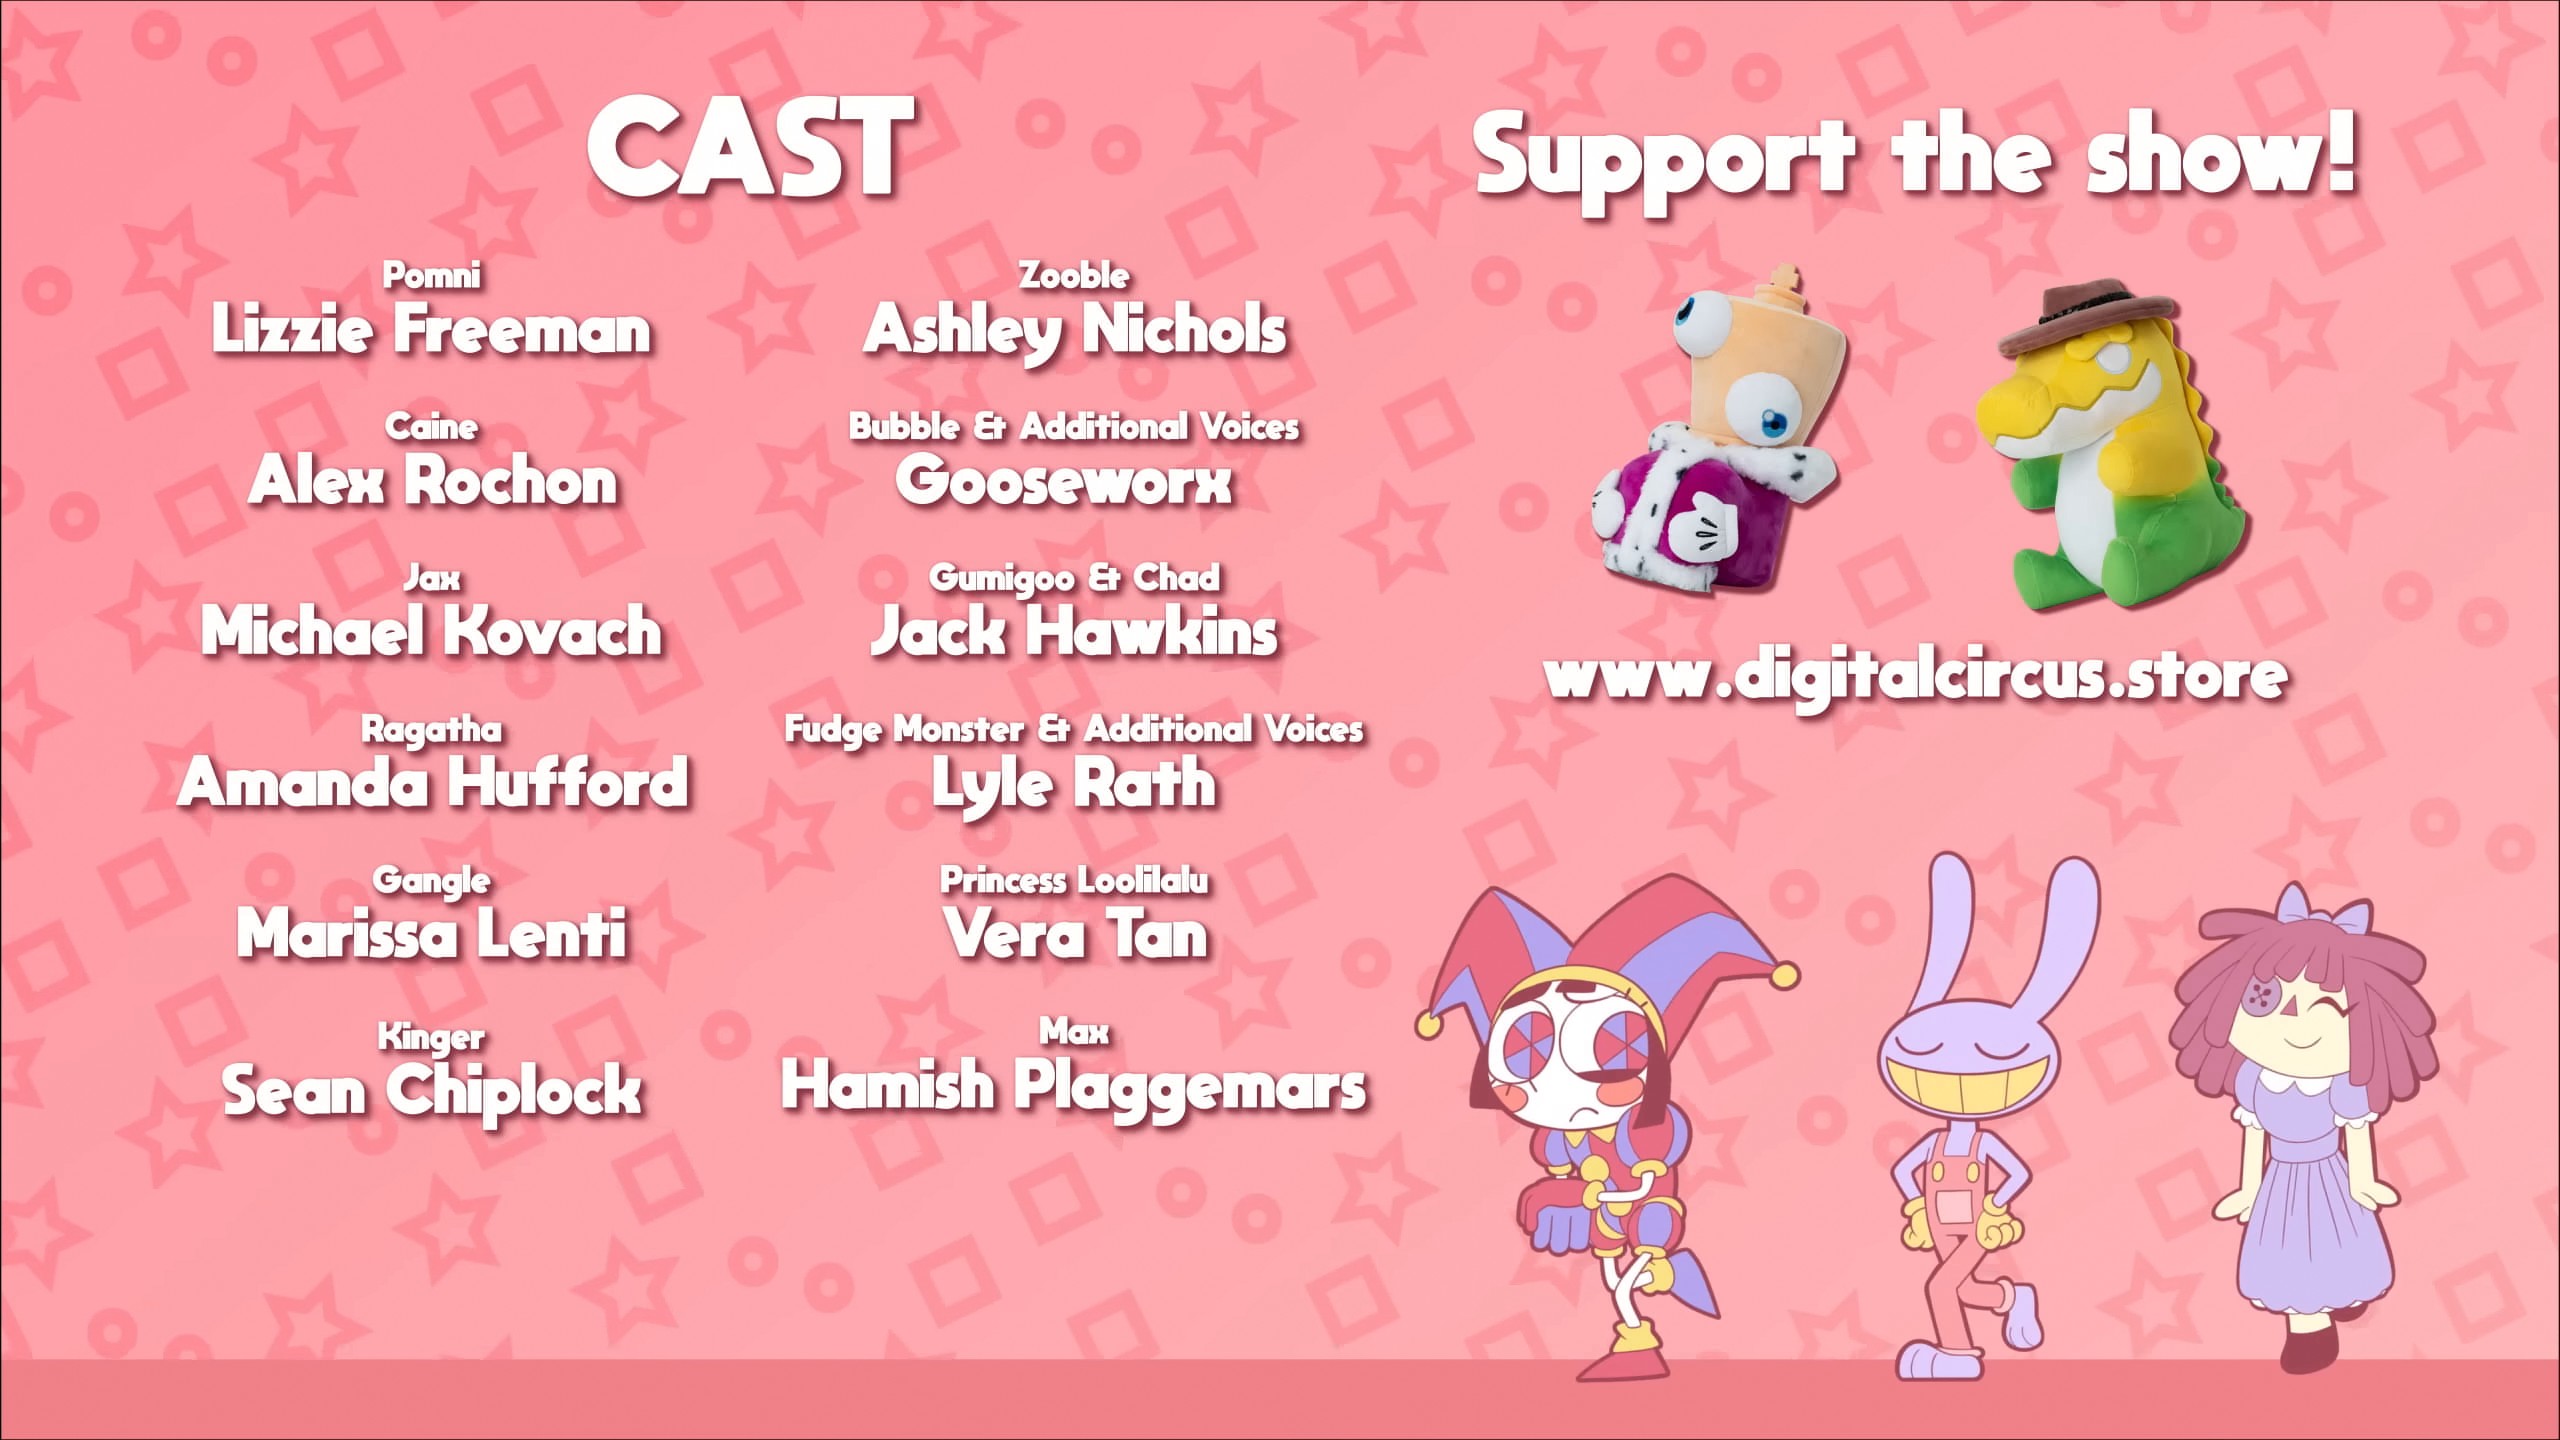 CAST
Pomni
Lizzie Freeman
Caine
Alex Rochon
Jax
Michael Kovach
Ragatha
Amanda Hufford
Gangle
Marissa Lenti
Kinger
Sean Chiplock
Zooble
Ashley Nichols
Bubble & Additional Voices
Gooseworx
Gumigoo & Chad
Jack Hawkins
Fudge Monster & Additional Voices
Lyle Rath
Princess Loolilalu
Vera Tan
Max
Hamish Plaggemars
Support the show!
www.digitalcircus.store